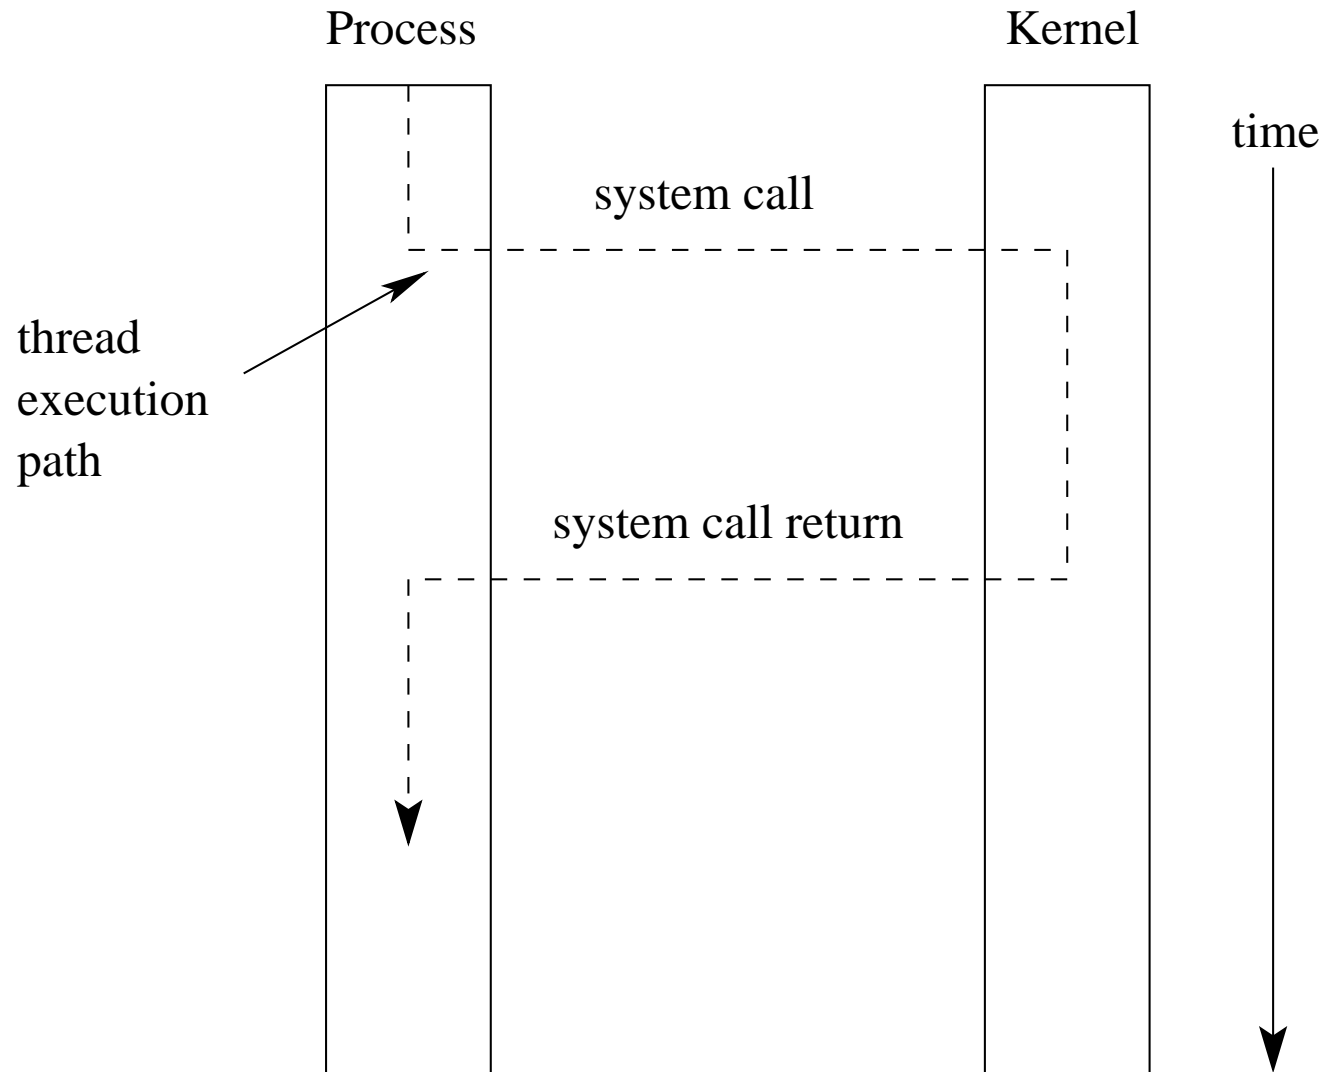 Process
Kernel
time
system call
thread
execution
path
system call return